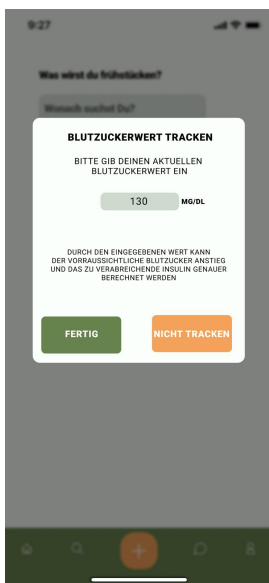 9:27
Was wirst du frühstücken?
Wonach suchst Du?
BLUTZUCKERWERT TRACKEN
BITTE GIB DEINEN AKTUELLEN
BLUTZUCKERWERT EIN
130 MG/DL
DURCH DEN EINGEGEBENEN WERT KANN
DER VORRAUSSICHTLICHE BLUTZUCKER ANSTIEG
UND DAS ZU VERABREICHENDE INSULIN GENAUER
BERECHNET WERDEN
FERTIG NICHT TRACKEN